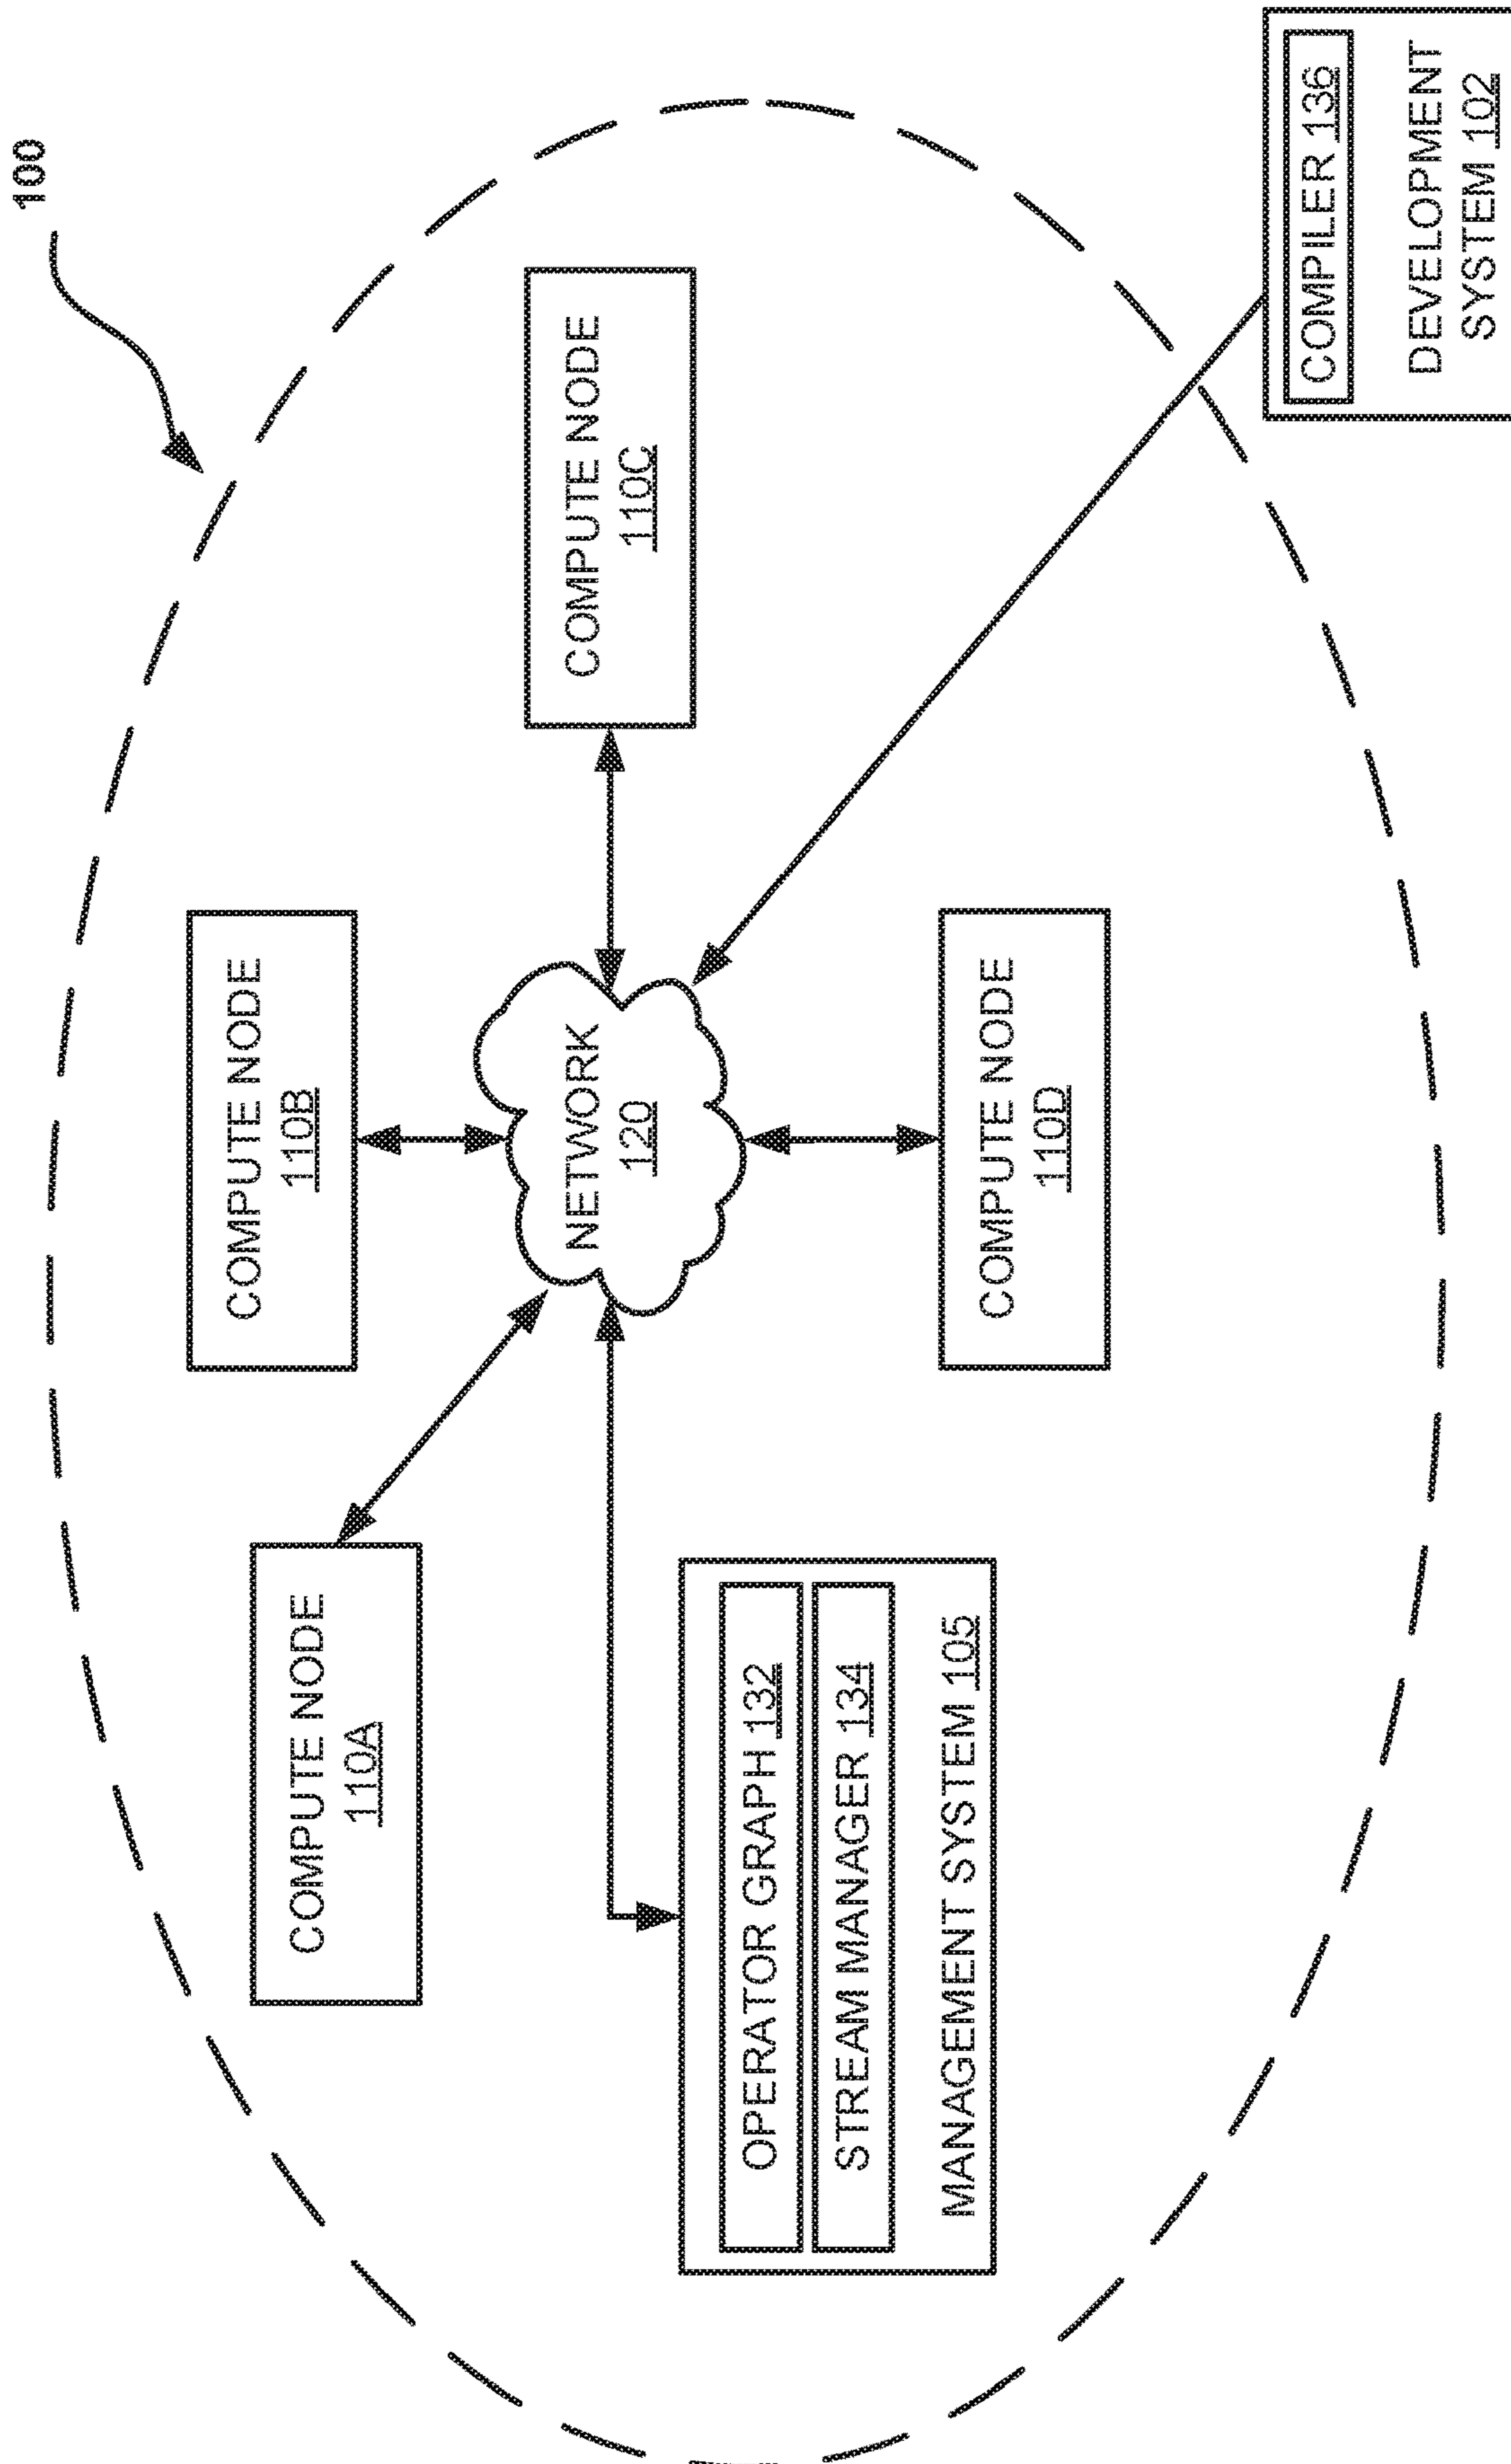 100
COMPUTE NODE
110A
COMPUTE NODE
110B
COMPUTE NODE
110C
NETWORK
120
OPERATOR GRAPH 132
STREAM MANAGER 134
MANAGEMENT SYSTEM 105
COMPUTE NODE
110D
COMPILER 136
DEVELOPMENT
SYSTEM 102